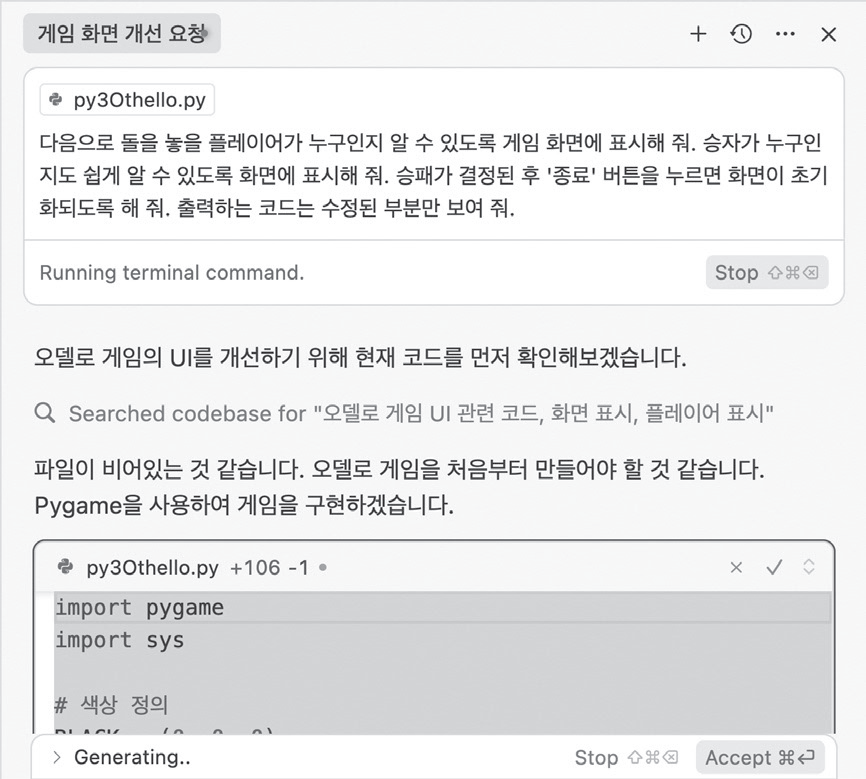 게임 화면 개선 요청
py3Othello.py
다음으로 돌을 놓을 플레이어가 누구인지 알 수 있도록 게임 화면에 표시해 줘. 승자가 누구인
지도 쉽게 알 수 있도록 화면에 표시해 줘. 승패가 결정된 후 '종료' 버튼을 누르면 화면이 초기
화되도록 해 줘. 출력하는 코드는 수정된 부분만 보여 줘.
Running terminal command.
Stop ⇧⌘⌫
오델로 게임의 UI를 개선하기 위해 현재 코드를 먼저 확인해보겠습니다.
Searched codebase for "오델로 게임 UI 관련 코드, 화면 표시, 플레이어 표시"
파일이 비어있는 것 같습니다. 오델로 게임을 처음부터 만들어야 할 것 같습니다.
Pygame을 사용하여 게임을 구현하겠습니다.
py3Othello.py +106 -1
import pygame
import sys
# 색상 정의
Generating..
Stop ⇧⌘⌫
Accept ⌘↵